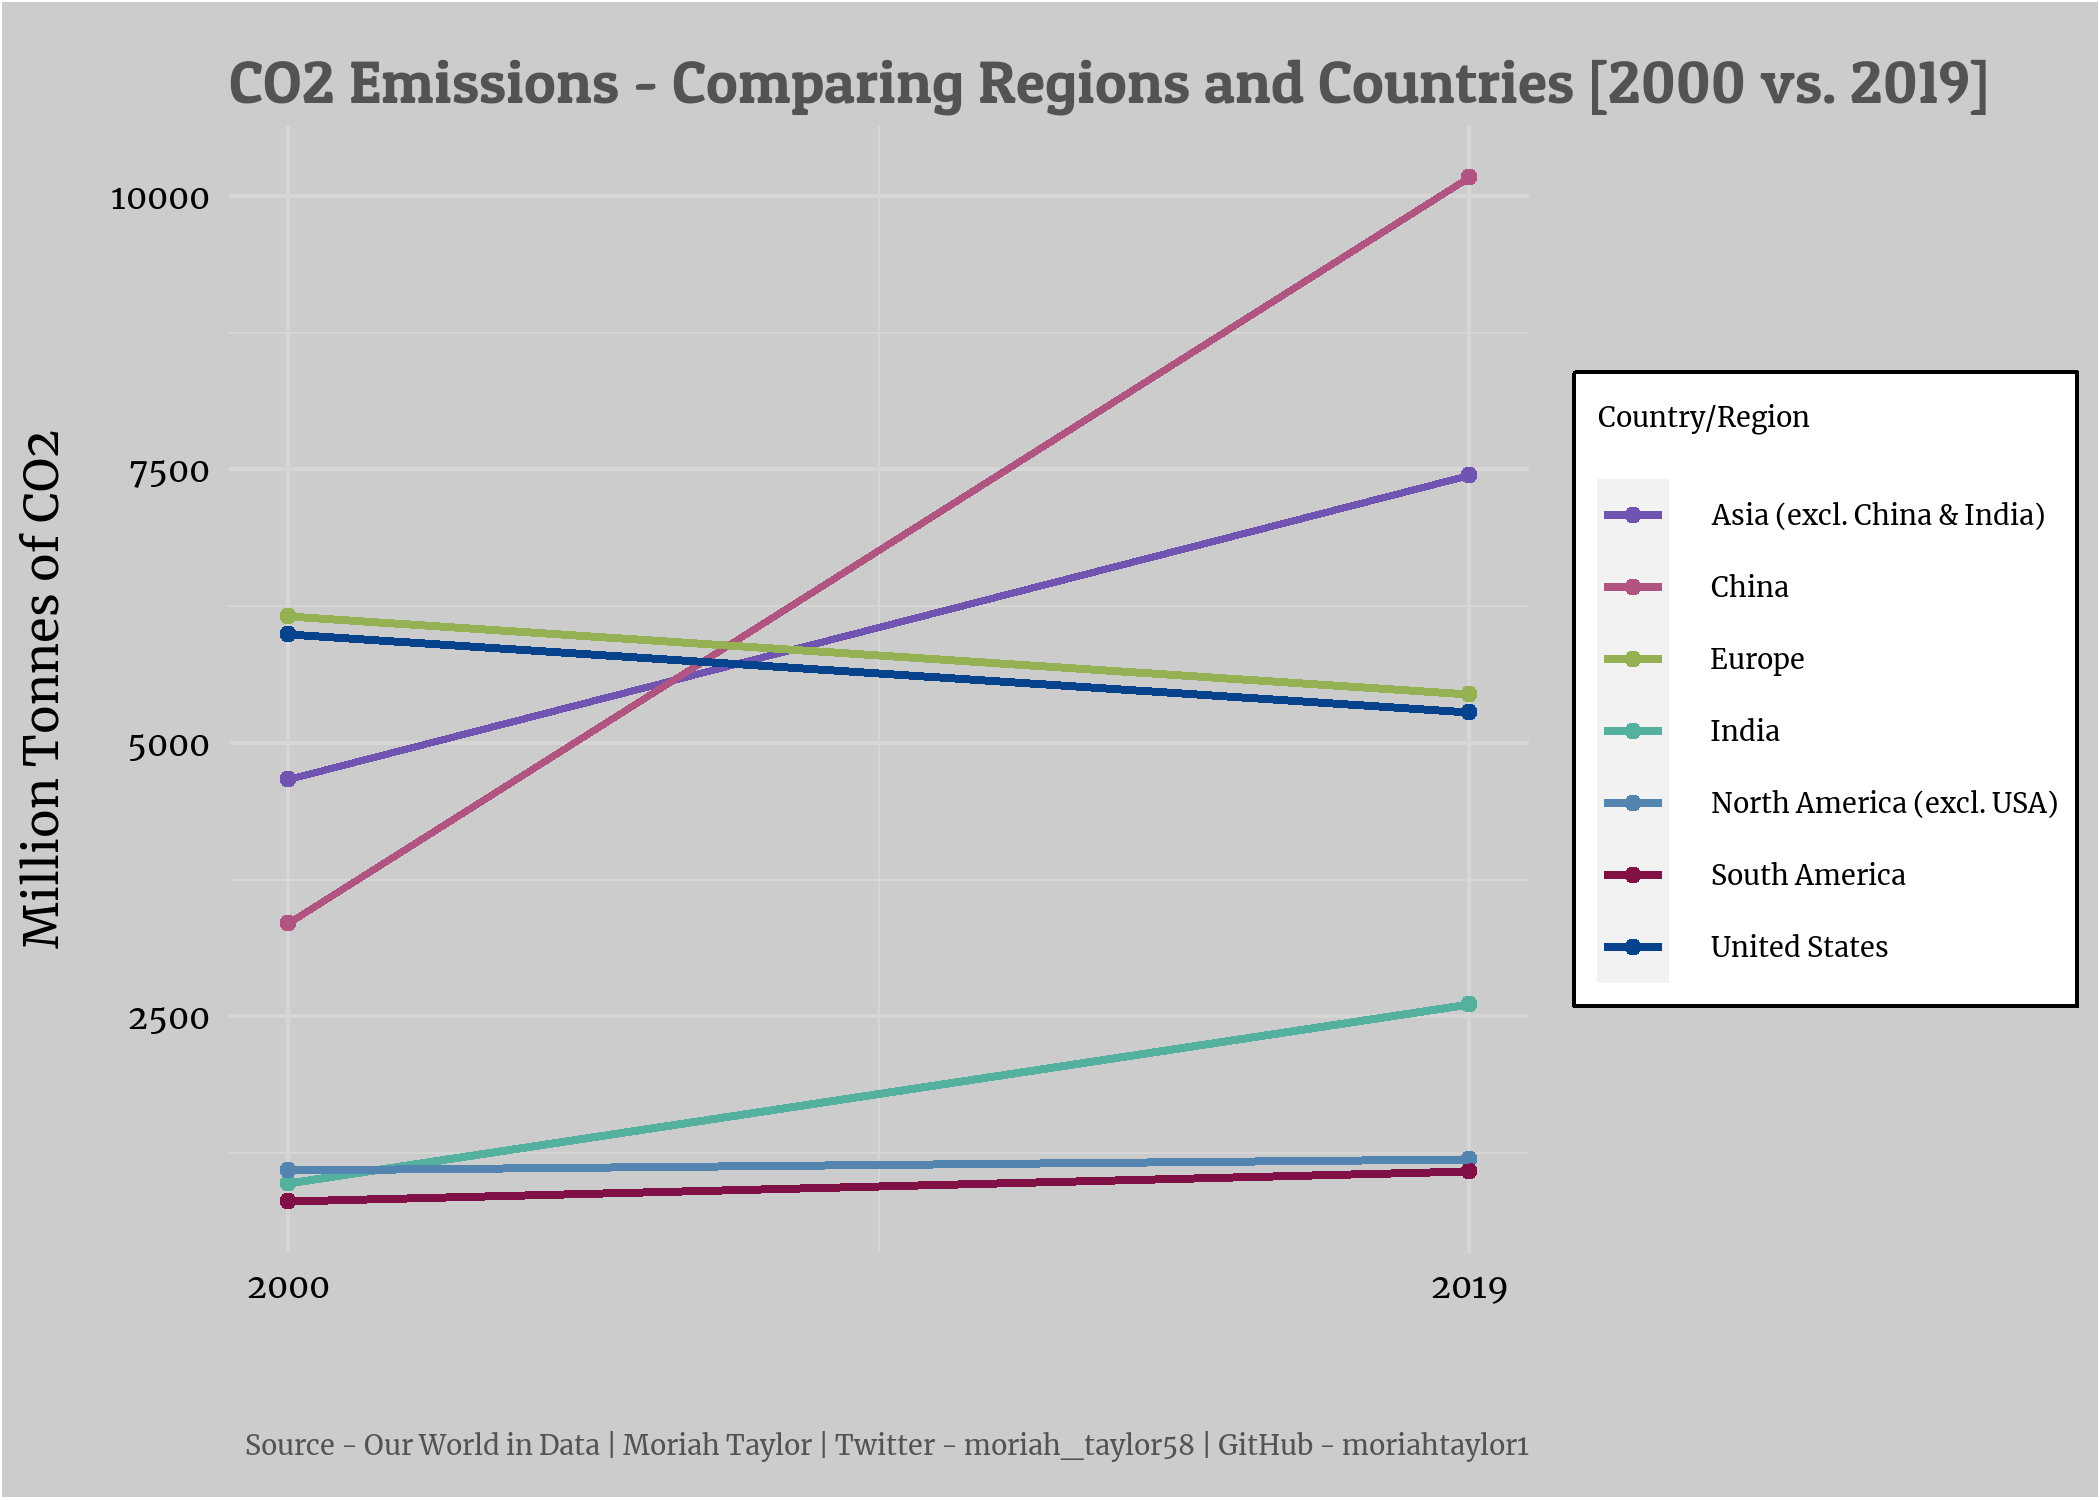 CO2 Emissions - Comparing Regions and Countries [2000 vs. 2019]
Million Tonnes of CO2
10000
7500
5000
2500
2000
2019
Country/Region
Asia (excl. China & India)
China
Europe
India
North America (excl. USA)
South America
United States
Source - Our World in Data | Moriah Taylor | Twitter - moriah_taylor58 | GitHub - moriahtaylor1